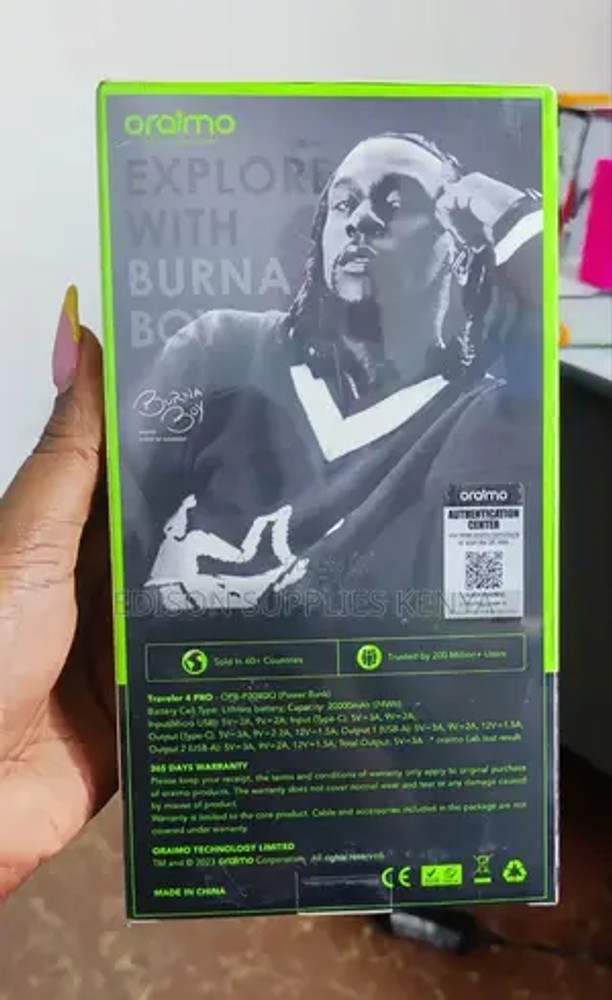 oraimo
EXPLORE
WITH
BURNA
BOY
BURNA
BOY
oraimo
AUTHENTICATION
CENTER
EDISON SUPPLIES KEN
Sold in 60+ Countries
Trusted by 200 Million+ Users
Traveler 4 PRO - (Power Bank)
Battery Cell Type: Lithium battery; Capacity: 20000mAh
Input(Micro USB): 5V⎓2A, 9V⎓2A; Input (Type C): 5V⎓3A, 9V⎓2A;
Output (Type C): 5V⎓3A, 9V⎓2.2A, 12V⎓1.5A; Output 1 (USB-A): 5V⎓3A, 9V⎓2A, 12V⎓1.5A;
Output 2 (USB-A): 5V⎓3A, 9V⎓2A, 12V⎓1.5A; Total Output: 5V⎓3A * oraimo Lab test result
365 DAYS WARRANTY
Please keep your receipt, the terms and conditions of warranty only apply to original purchase
of oraimo products. The warranty does not cover normal wear and tear or any damage caused
by misuse of product.
Warranty is limited to the core product. Cable and accessories included in the package are not
covered under warranty.
ORAIMO TECHNOLOGY LIMITED
TM and © 2023 oraimo Corporation. All rights reserved.
CE
MADE IN CHINA